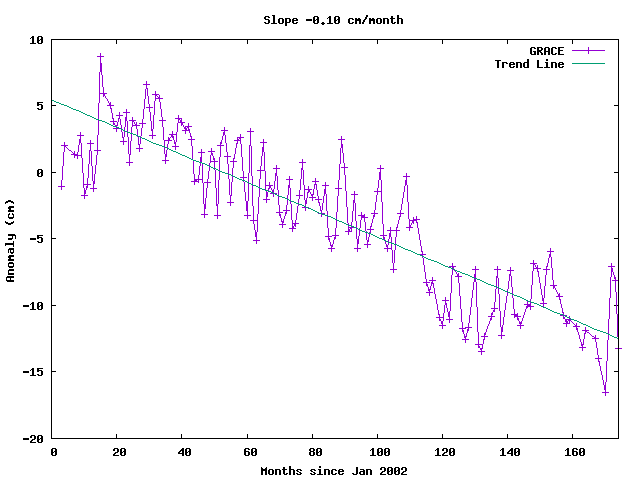 Slope -0.10 cm/month
GRACE
Trend Line
10
5
0
-5
-10
-15
-20
Anomaly (cm)
0 20 40 60 80 100 120 140 160
Months since Jan 2002